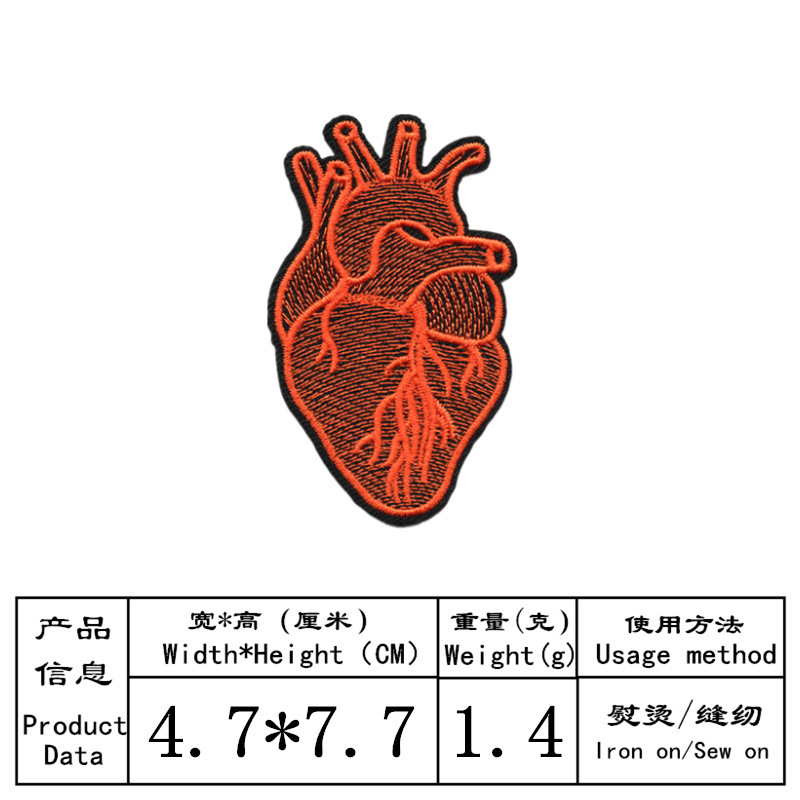 产品
信息
Product
Data
宽*高 (厘米)
Width*Height (CM)
重量(克)
Weight(g)
使用方法
Usage method
4.7*7.7
1.4
熨烫/缝纫
Iron on/Sew on